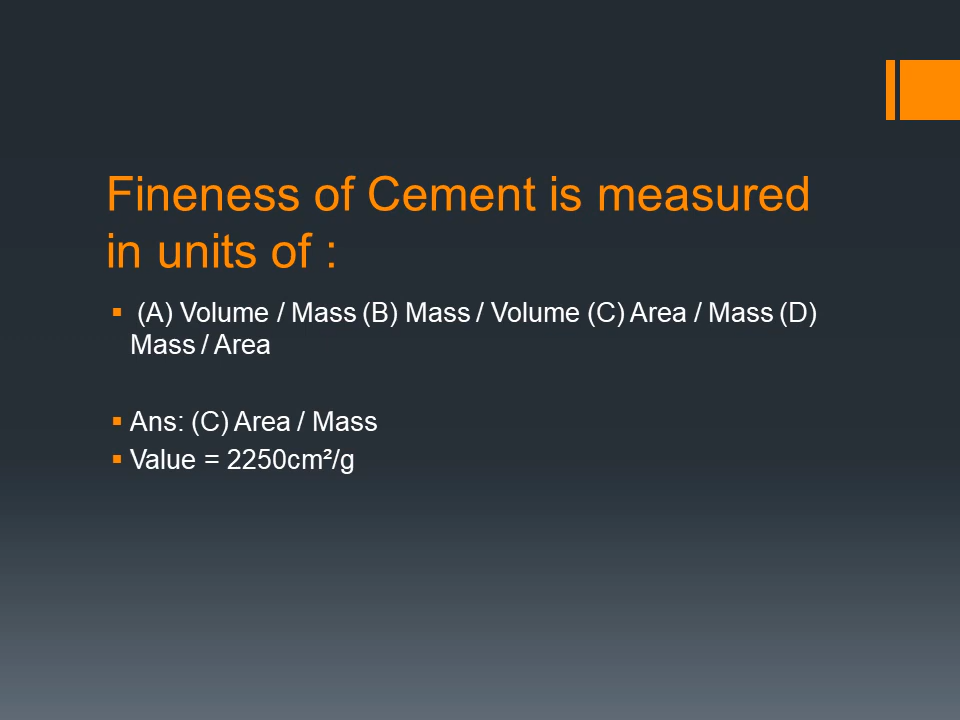 Fineness of Cement is measured
in units of :
▪ (A) Volume / Mass (B) Mass / Volume (C) Area / Mass (D)
Mass / Area
▪ Ans: (C) Area / Mass
▪ Value = 2250cm²/g